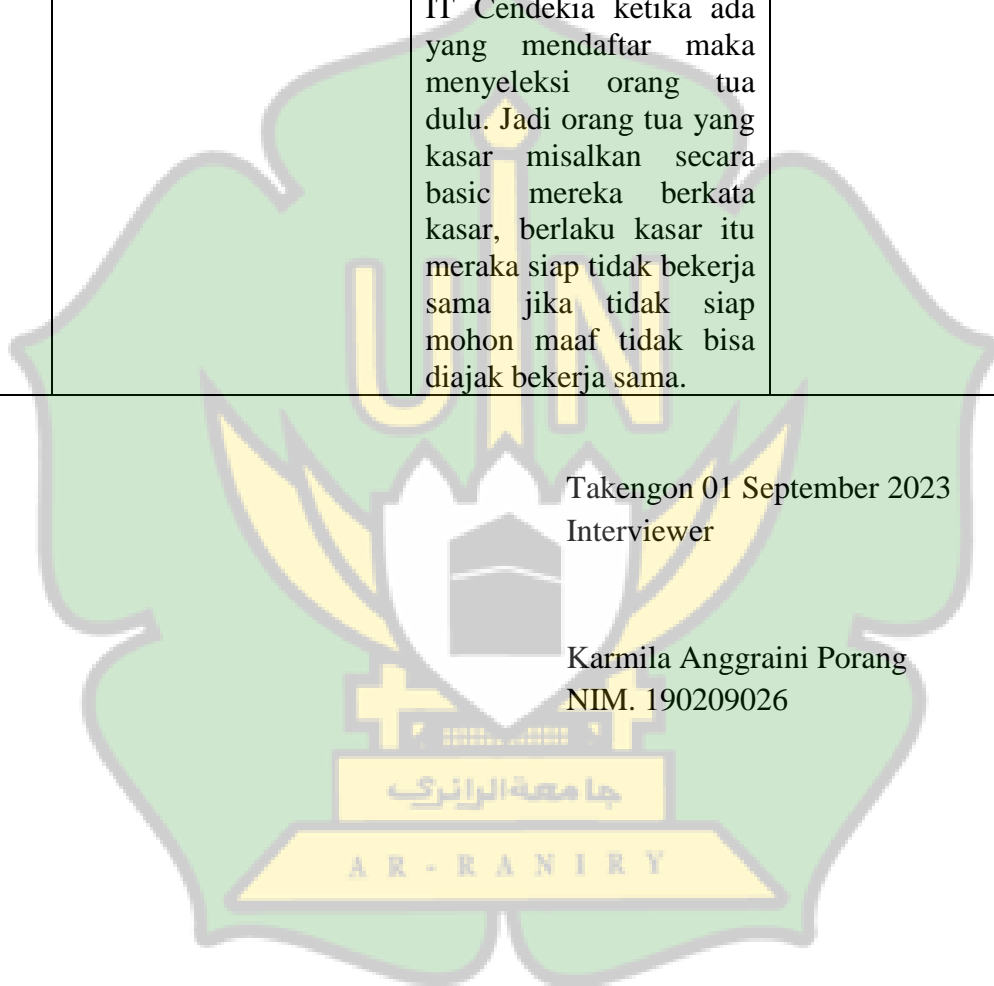 IT Cendekia ketika ada
yang mendaftar maka
menyeleksi orang tua
dulu. Jadi orang tua yang
kasar misalkan secara
basic mereka berkata
kasar, berlaku kasar itu
meraka siap tidak bekerja
sama jika tidak siap
mohon maaf tidak bisa
diajak bekerja sama.
UIN
Takengon 01 September 2023
Interviewer
Karmila Anggraini Porang
NIM. 190209026
جامعةالرانري
AR-RANIRY